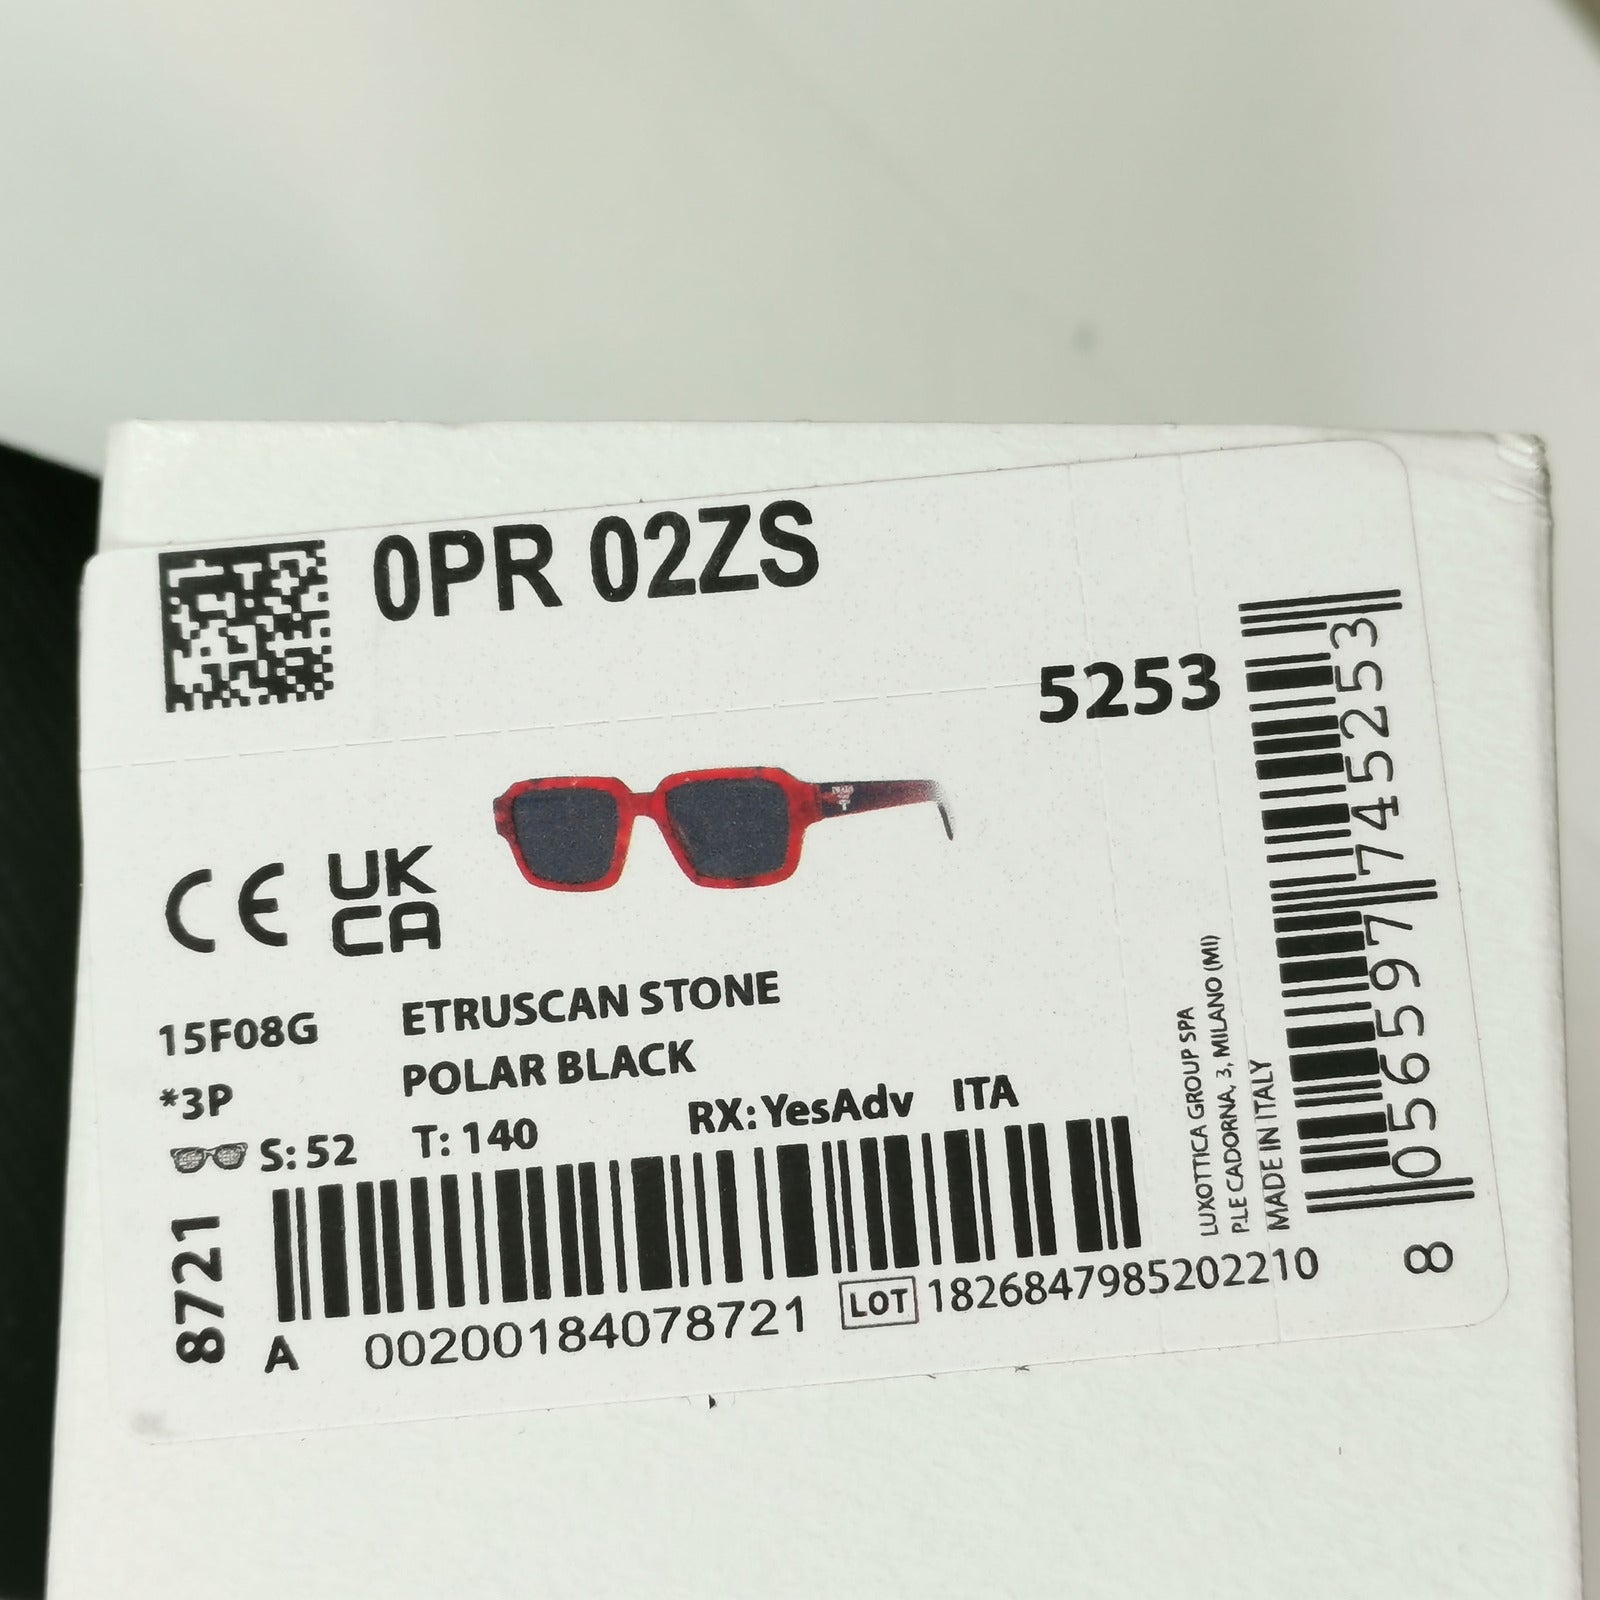 0PR 02ZS
5253
CE
UK
CA
15F08G ETRUSCAN STONE
*3P POLAR BLACK
S: 52 T: 140 RX: YesAdv ITA
8721
A 00200184078721 LOT 1826847985202210
LUXOTTICA GROUP SPA
P.LE CADORNA, 3, MILANO (MI)
MADE IN ITALY
8 056597 745253